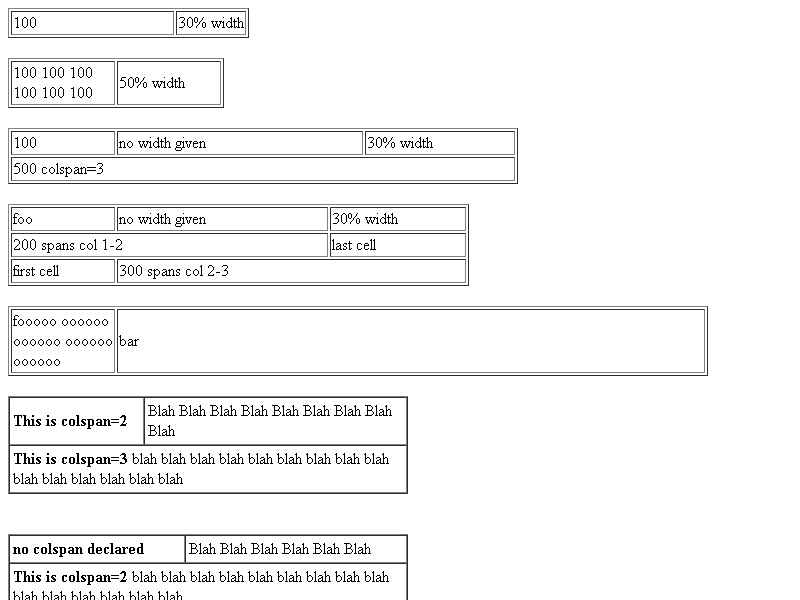 100 30% width
100 100 100
100 100 100
50% width
100 no width given 30% width
500 colspan=3
foo no width given 30% width
200 spans col 1-2 last cell
first cell 300 spans col 2-3
fooooo oooooo
oooooo oooooo
oooooo
bar
This is colspan=2
Blah Blah Blah Blah Blah Blah Blah Blah
Blah
This is colspan=3 blah blah blah blah blah blah blah blah blah
blah blah blah blah blah blah
no colspan declared Blah Blah Blah Blah Blah Blah
This is colspan=2 blah blah blah blah blah blah blah blah blah
blah blah blah blah blah blah